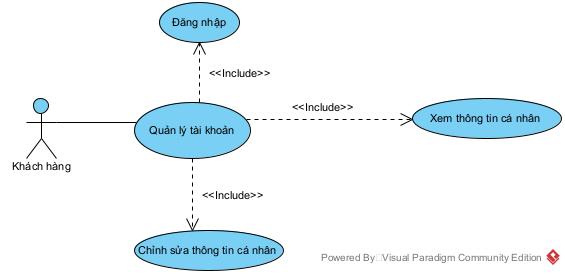 Đăng nhập
<<Include>>
<<Include>>
Xem thông tin cá nhân
Quản lý tài khoản
Khách hàng
<<Include>>
Chỉnh sửa thông tin cá nhân
Powered By Visual Paradigm Community Edition